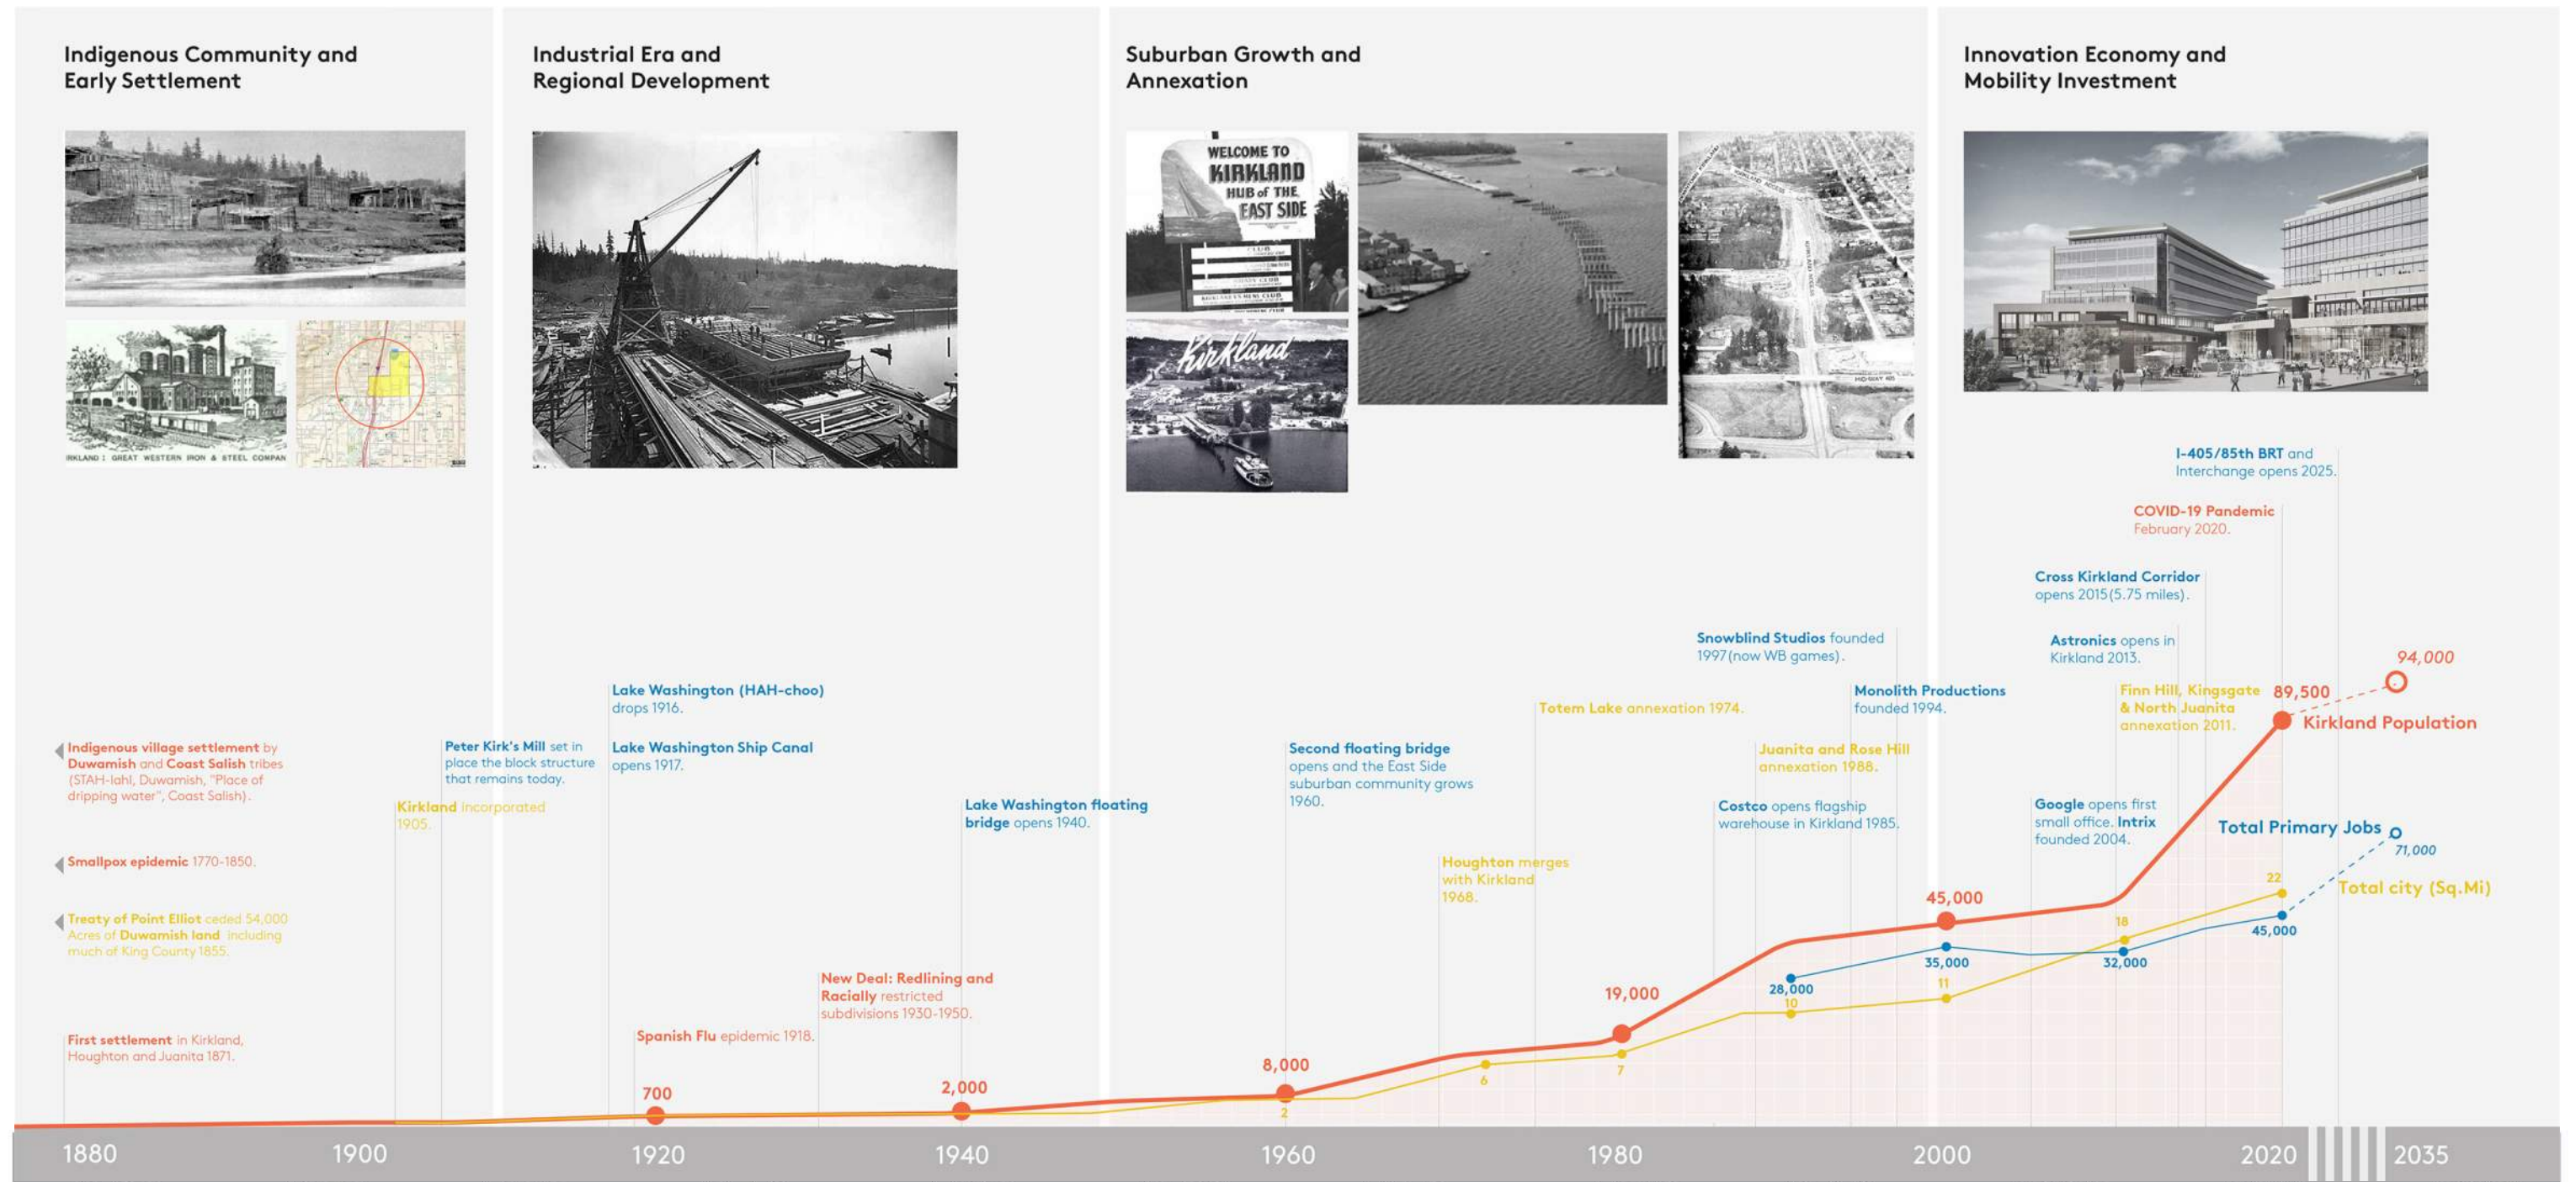 Indigenous Community and
Early Settlement
Industrial Era and
Regional Development
Suburban Growth and
Annexation
Innovation Economy and
Mobility Investment
WELCOME TO
KIRKLAND
HUB of THE
EAST SIDE
CLUB
Kirkland
KIRKLAND ACCESS
MIDWAY 405
RKLAND : GREAT WESTERN IRON & STEEL COMPAN
I-405/85th BRT and
Interchange opens 2025.
COVID-19 Pandemic
February 2020.
Cross Kirkland Corridor
opens 2015(5.75 miles).
Snowblind Studios founded
1997(now WB games).
Astronics opens in
Kirkland 2013.
94,000
Lake Washington (HAH-choo)
drops 1916.
Totem Lake annexation 1974.
Monolith Productions
founded 1994.
Finn Hill, Kingsgate
& North Juanita
annexation 2011.
89,500
Kirkland Population
Indigenous village settlement by
Duwamish and Coast Salish tribes
(STAH-lahl, Duwamish, "Place of
dripping water", Coast Salish).
Peter Kirk's Mill set in
place the block structure
that remains today.
Lake Washington Ship Canal
opens 1917.
Second floating bridge
opens and the East Side
suburban community grows
1960.
Juanita and Rose Hill
annexation 1988.
Kirkland incorporated
1905.
Lake Washington floating
bridge opens 1940.
Costco opens flagship
warehouse in Kirkland 1985.
Google opens first
small office. Intrix
founded 2004.
Total Primary Jobs
71,000
Smallpox epidemic 1770-1850.
Houghton merges
with Kirkland
1968.
22
Total city (Sq.Mi)
Treaty of Point Elliot ceded 54,000
Acres of Duwamish land including
much of King County 1855.
45,000
18
45,000
35,000
32,000
New Deal: Redlining and
Racially restricted
subdivisions 1930-1950.
19,000
28,000
10
11
First settlement in Kirkland,
Houghton and Juanita 1871.
Spanish Flu epidemic 1918.
700
2,000
8,000
2
6
7
1880 1900 1920 1940 1960 1980 2000 2020 2035